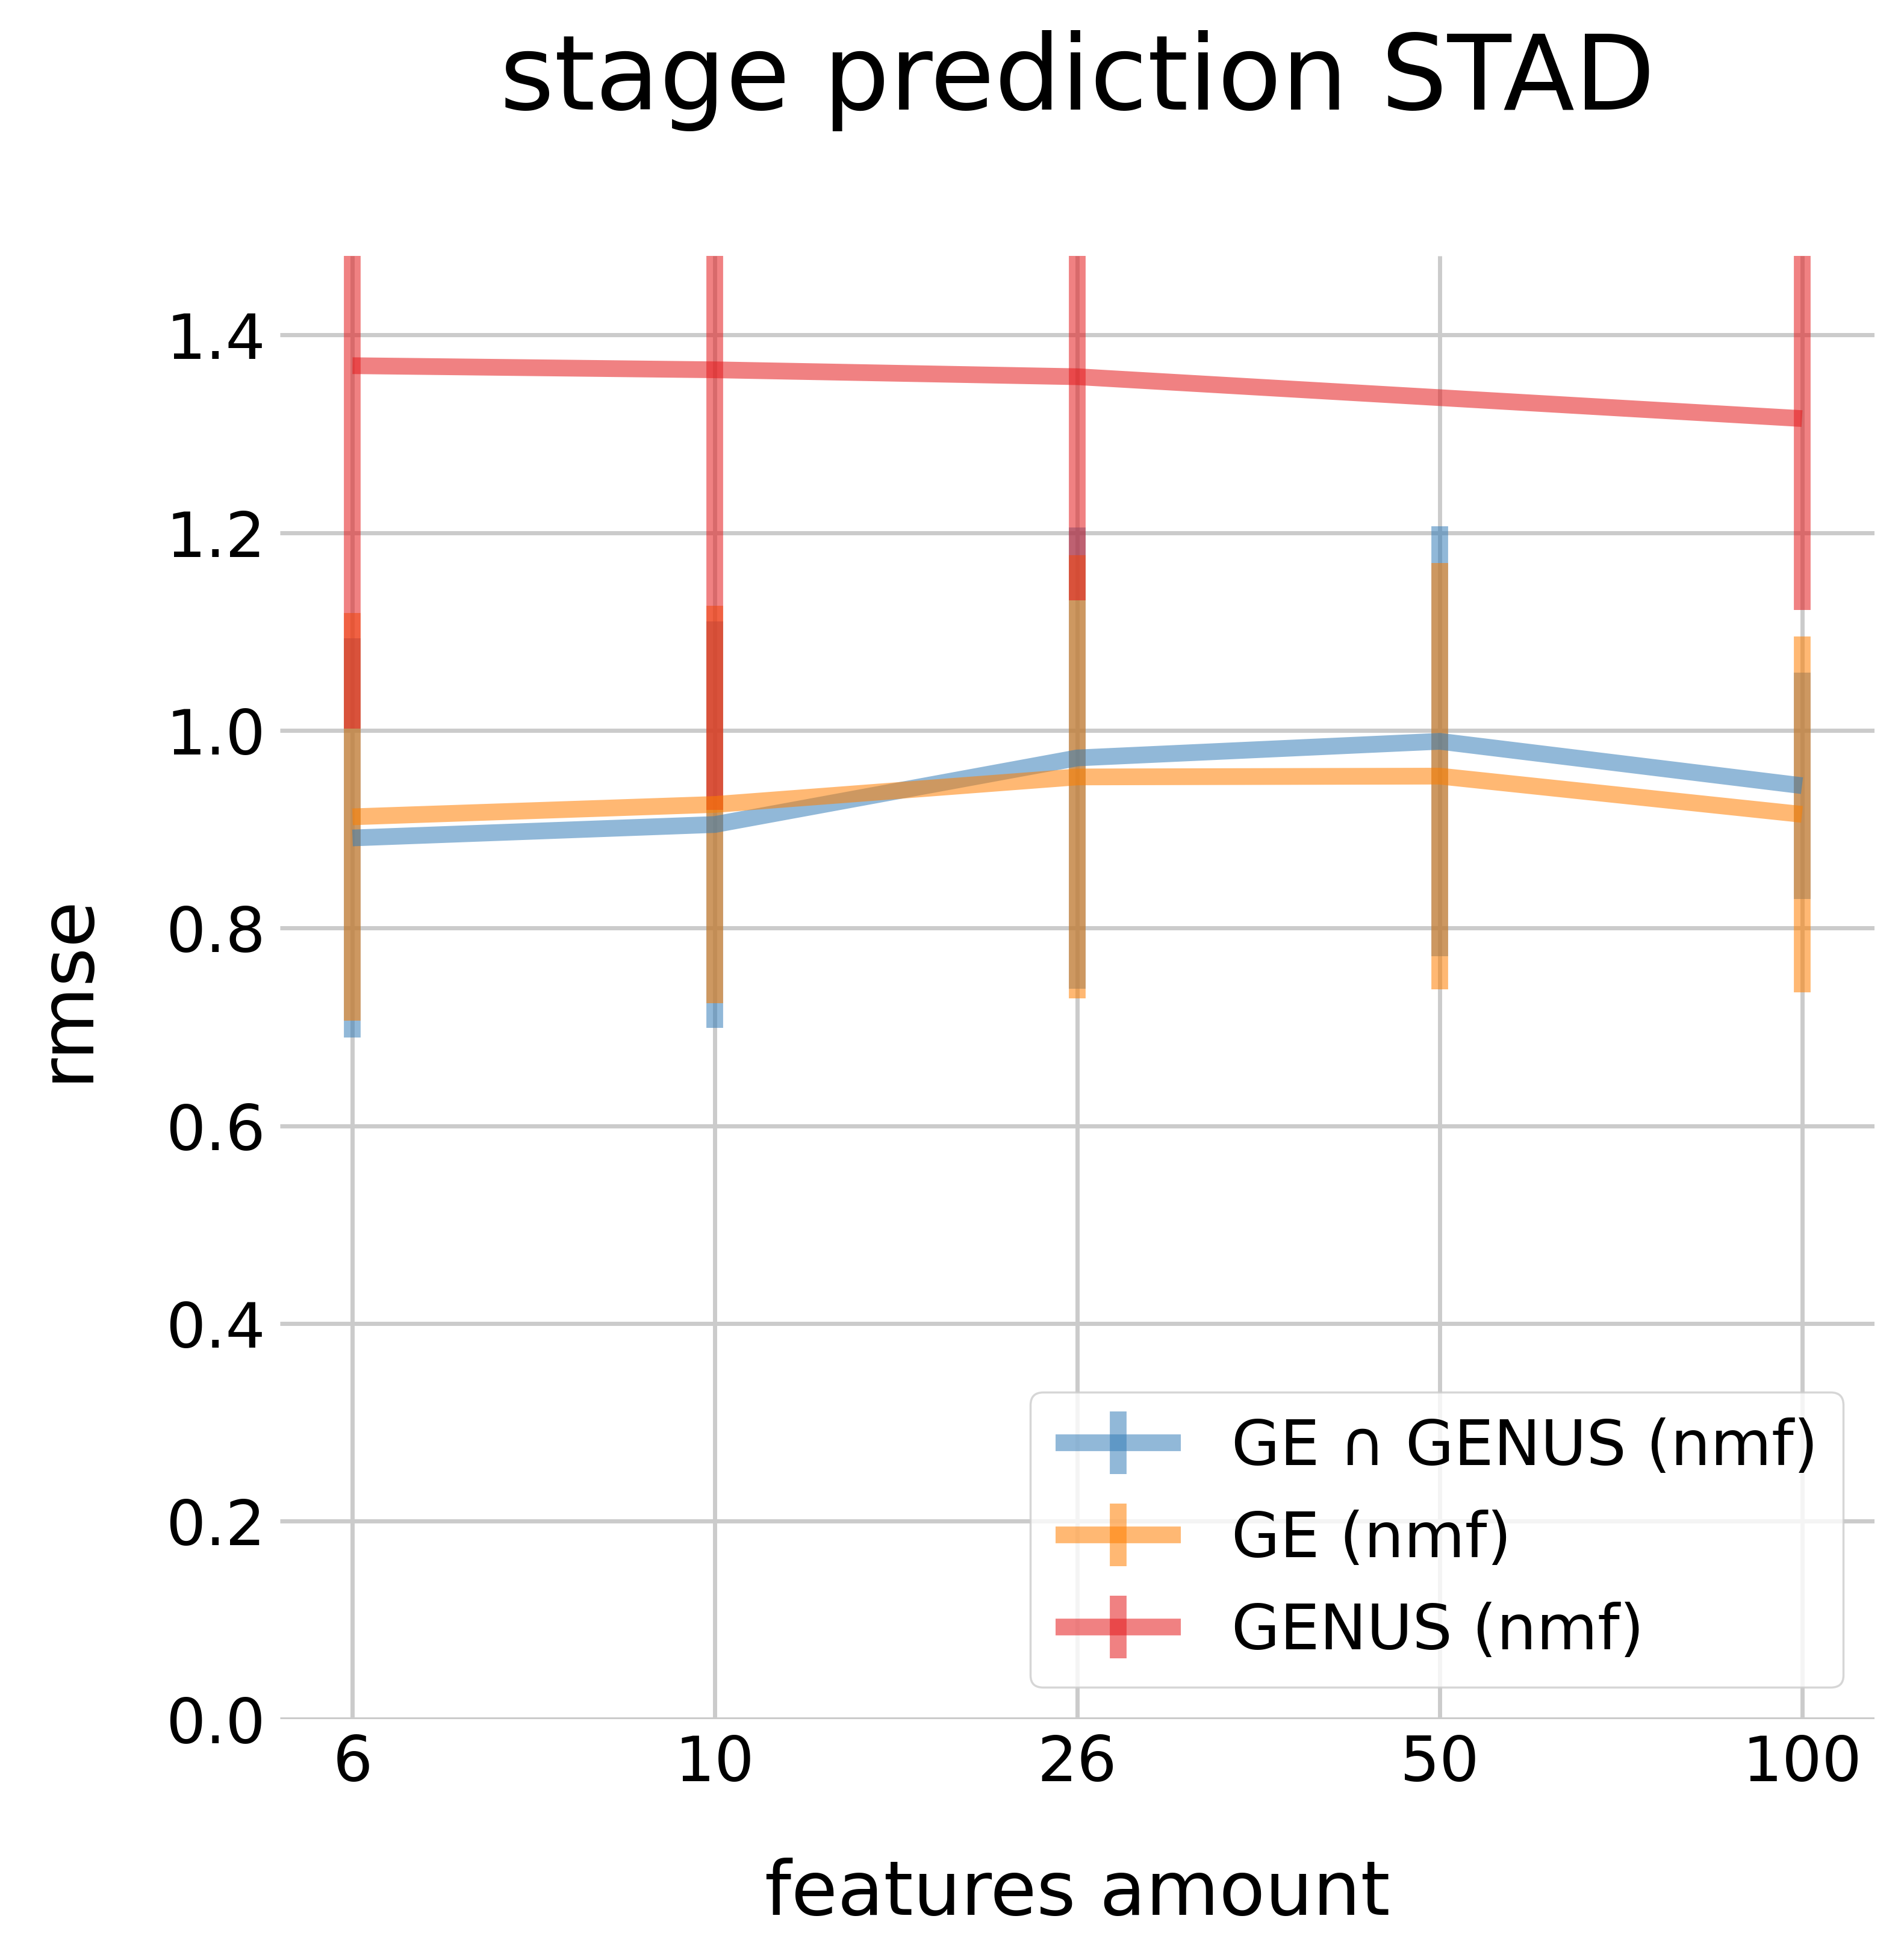 stage prediction STAD
1.4
1.2
1.0
0.8
0.6
0.4
0.2
0.0
rmse
6 10 26 50 100
features amount
GE ∩ GENUS (nmf)
GE (nmf)
GENUS (nmf)